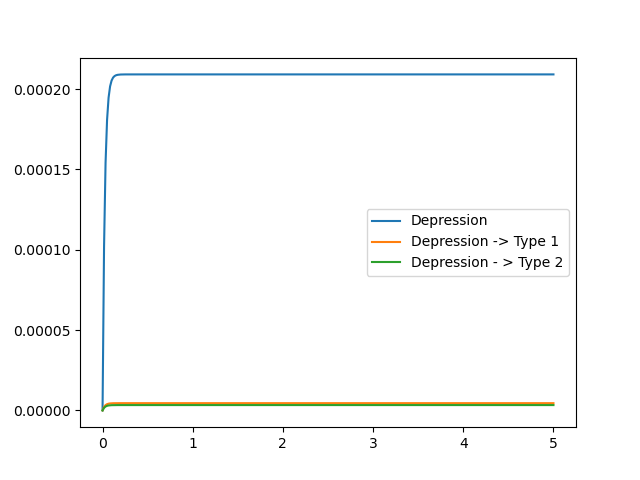 0.00020
0.00015
0.00010
0.00005
0.00000
0 1 2 3 4 5
Depression
Depression -> Type 1
Depression - > Type 2